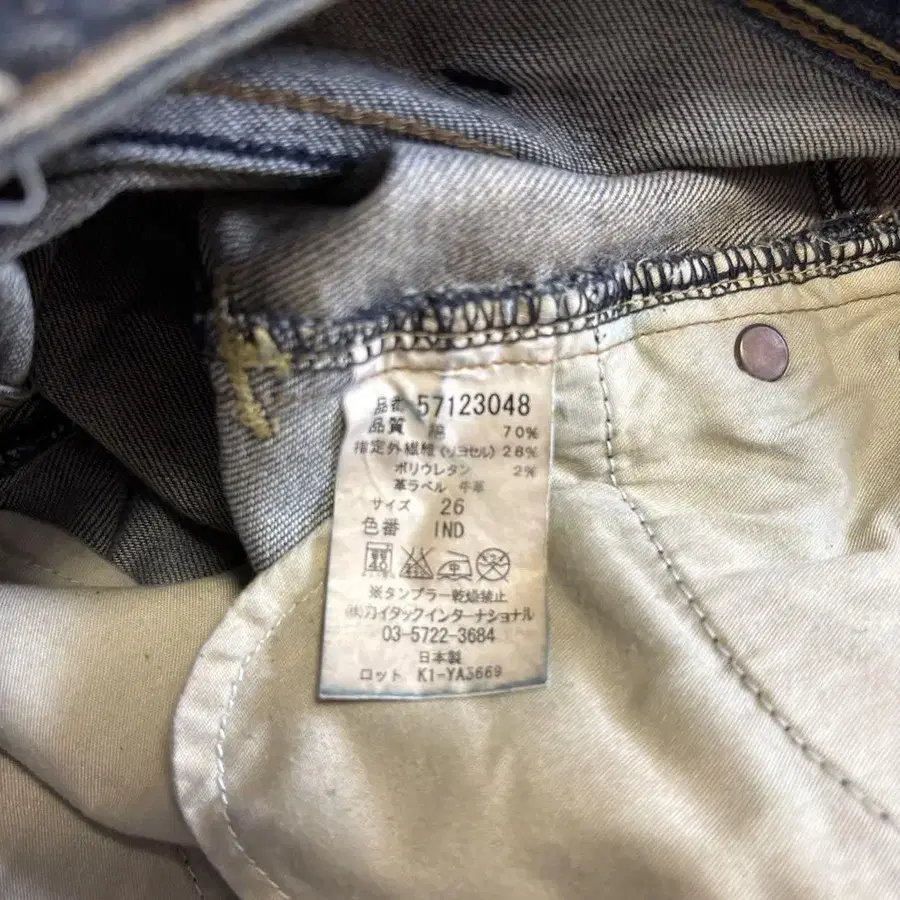 品番 57123048
品質 綿 70%
指定外繊維(リヨセル) 28%
ポリウレタン 2%
革ラベル 牛革
サイズ 26
色番 IND
※タンブラー乾燥禁止
㈱カイタックインターナショナル
03-5722-3684
日本製
ロット K1-YA3669